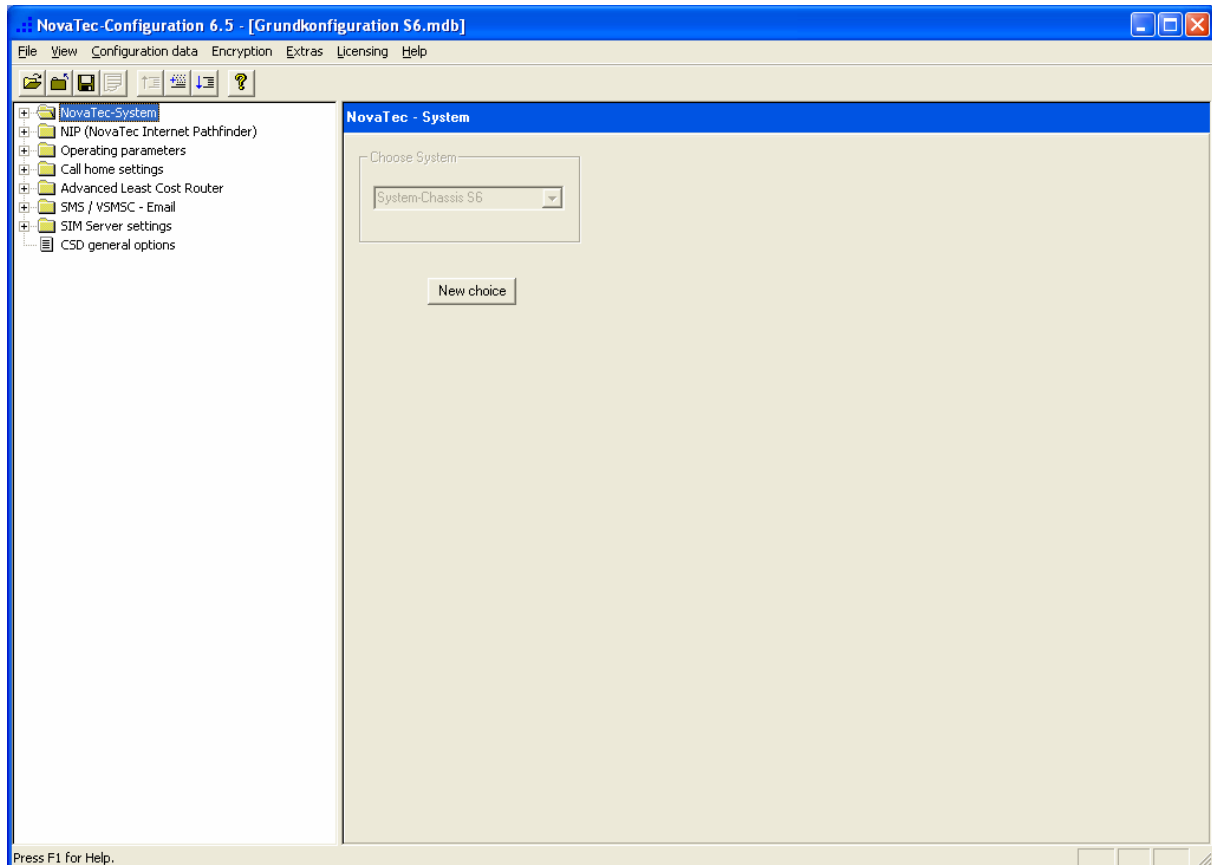 NovaTec-Configuration 6.5 - [Grundkonfiguration S6.mdb]
File View Configuration data Encryption Extras Licensing Help
NovaTec-System
NIP (NovaTec Internet Pathfinder)
Operating parameters
Call home settings
Advanced Least Cost Router
SMS / VSMSC - Email
SIM Server settings
CSD general options
NovaTec - System
Choose System
System-Chassis S6
New choice
Press F1 for Help.